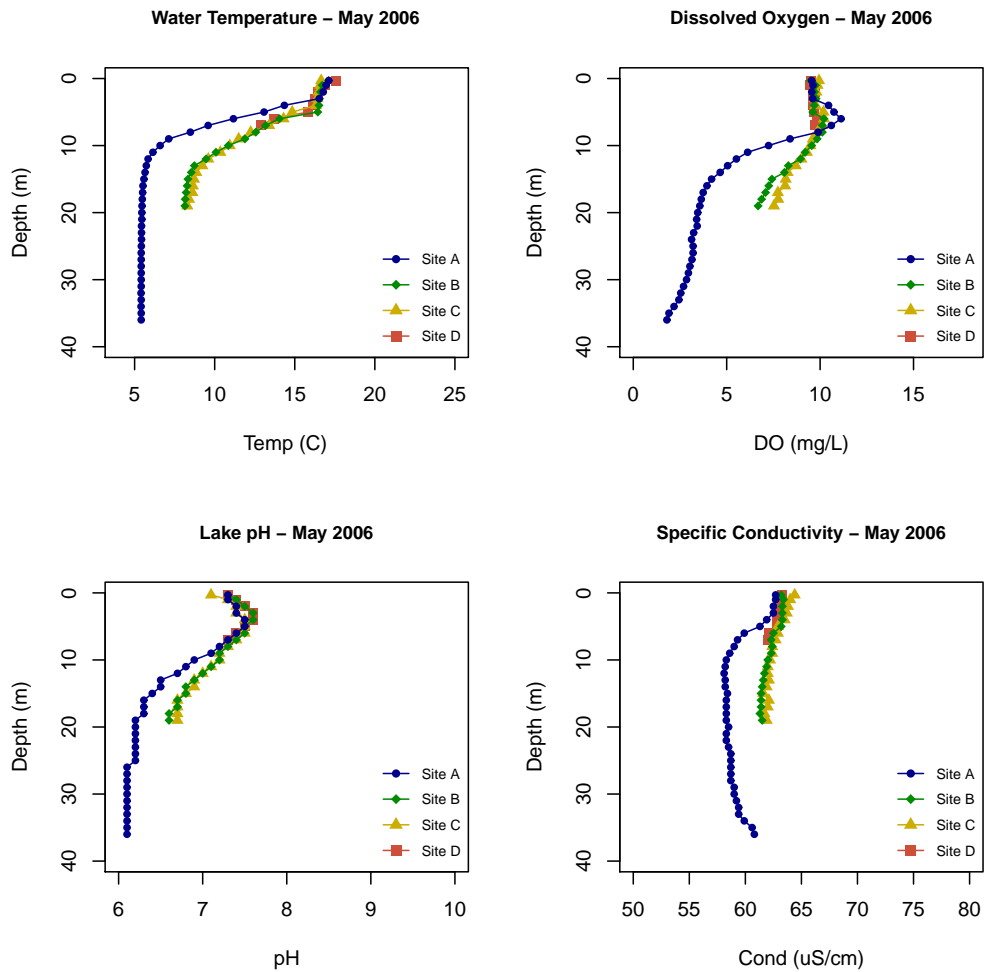 Water Temperature – May 2006
0
10
20
30
40
Depth (m)
5
10
15
20
25
Temp (C)
Site A
Site B
Site C
Site D
Dissolved Oxygen – May 2006
0
10
20
30
40
Depth (m)
0
5
10
15
DO (mg/L)
Site A
Site B
Site C
Site D
Lake pH – May 2006
0
10
20
30
40
Depth (m)
6
7
8
9
10
pH
Site A
Site B
Site C
Site D
Specific Conductivity – May 2006
0
10
20
30
40
Depth (m)
50
55
60
65
70
75
80
Cond (uS/cm)
Site A
Site B
Site C
Site D